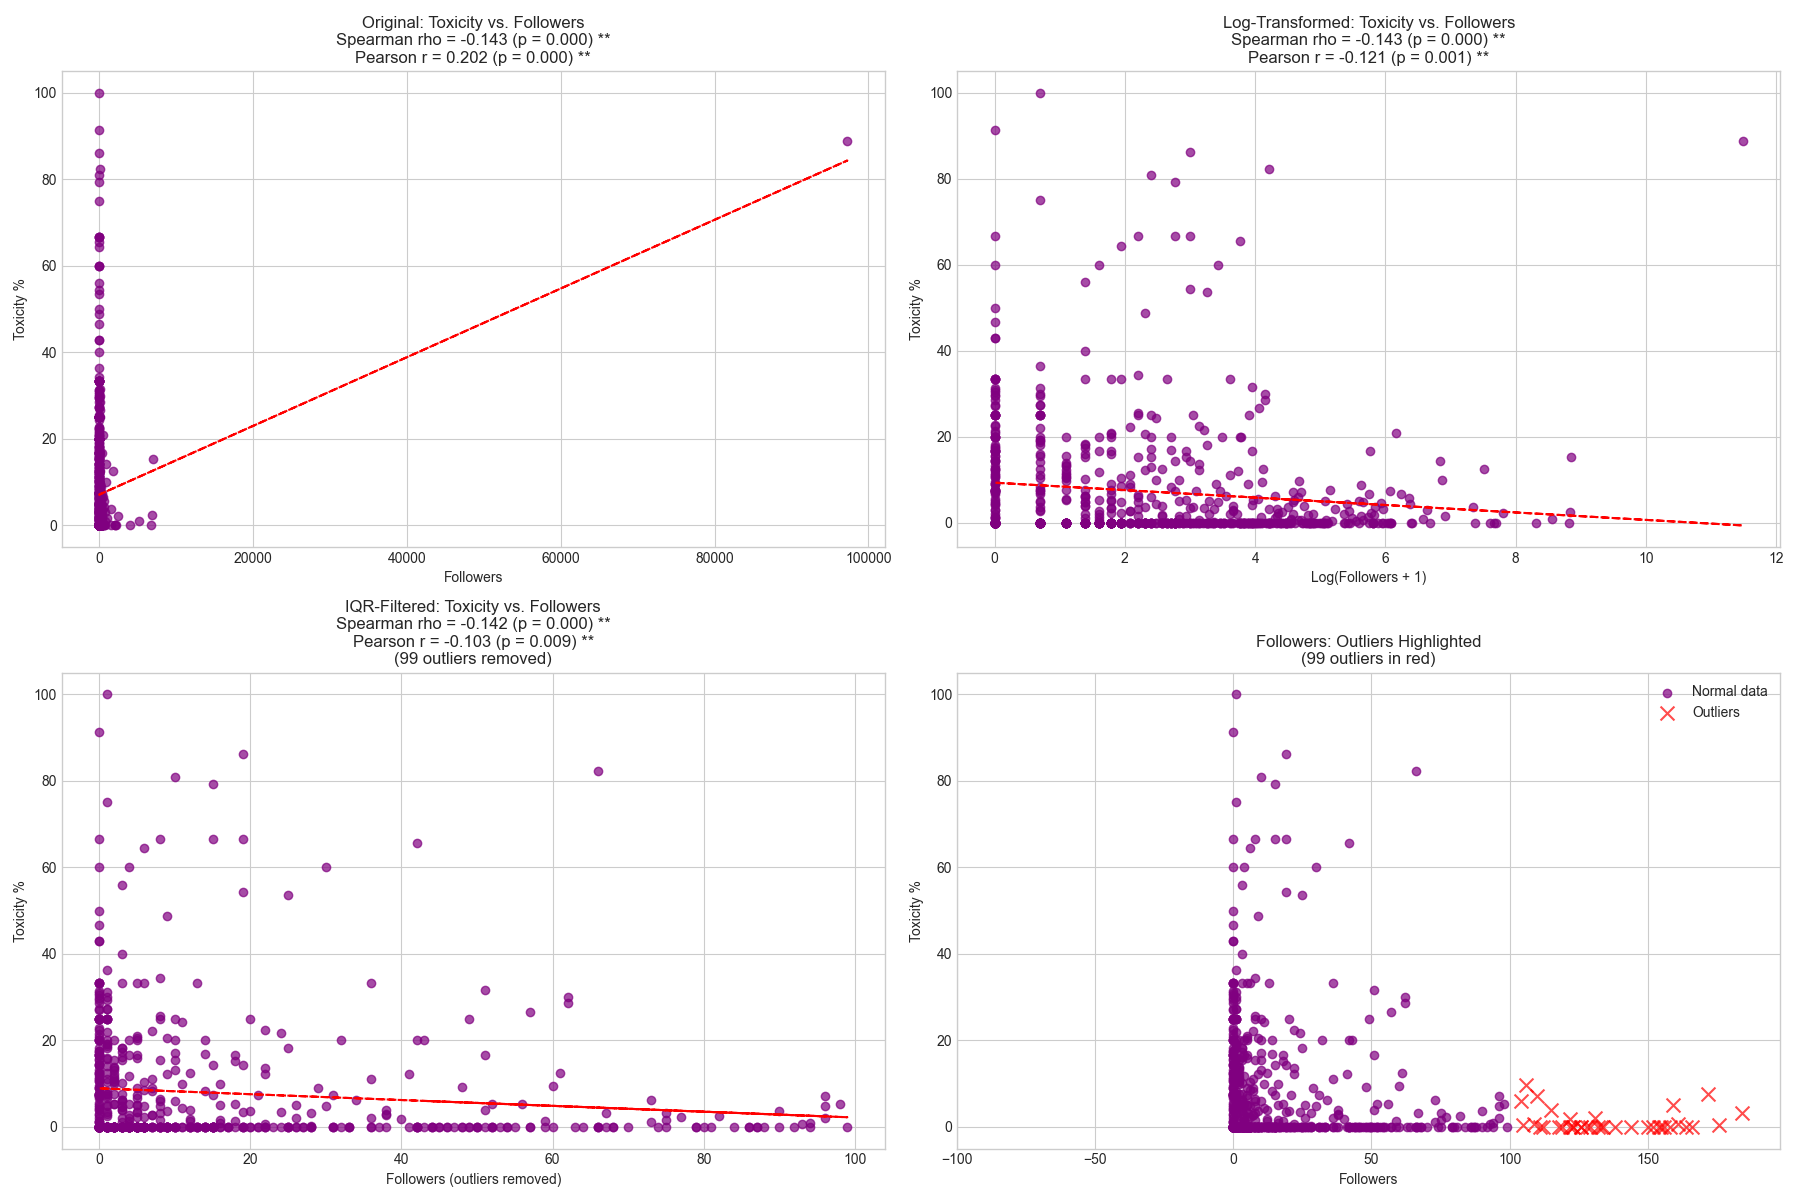 Original: Toxicity vs. Followers
Spearman rho = -0.143 (p = 0.000) **
Pearson r = 0.202 (p = 0.000) **
100
80
60
40
20
0
Toxicity %
0
20000
40000
60000
80000
100000
Followers
Log-Transformed: Toxicity vs. Followers
Spearman rho = -0.143 (p = 0.000) **
Pearson r = -0.121 (p = 0.001) **
100
80
60
40
20
0
Toxicity %
0
2
4
6
8
10
12
Log(Followers + 1)
IQR-Filtered: Toxicity vs. Followers
Spearman rho = -0.142 (p = 0.000) **
Pearson r = -0.103 (p = 0.009) **
(99 outliers removed)
100
80
60
40
20
0
Toxicity %
0
20
40
60
80
100
Followers (outliers removed)
Followers: Outliers Highlighted
(99 outliers in red)
Normal data
Outliers
100
80
60
40
20
0
Toxicity %
−100
−50
0
50
100
150
Followers